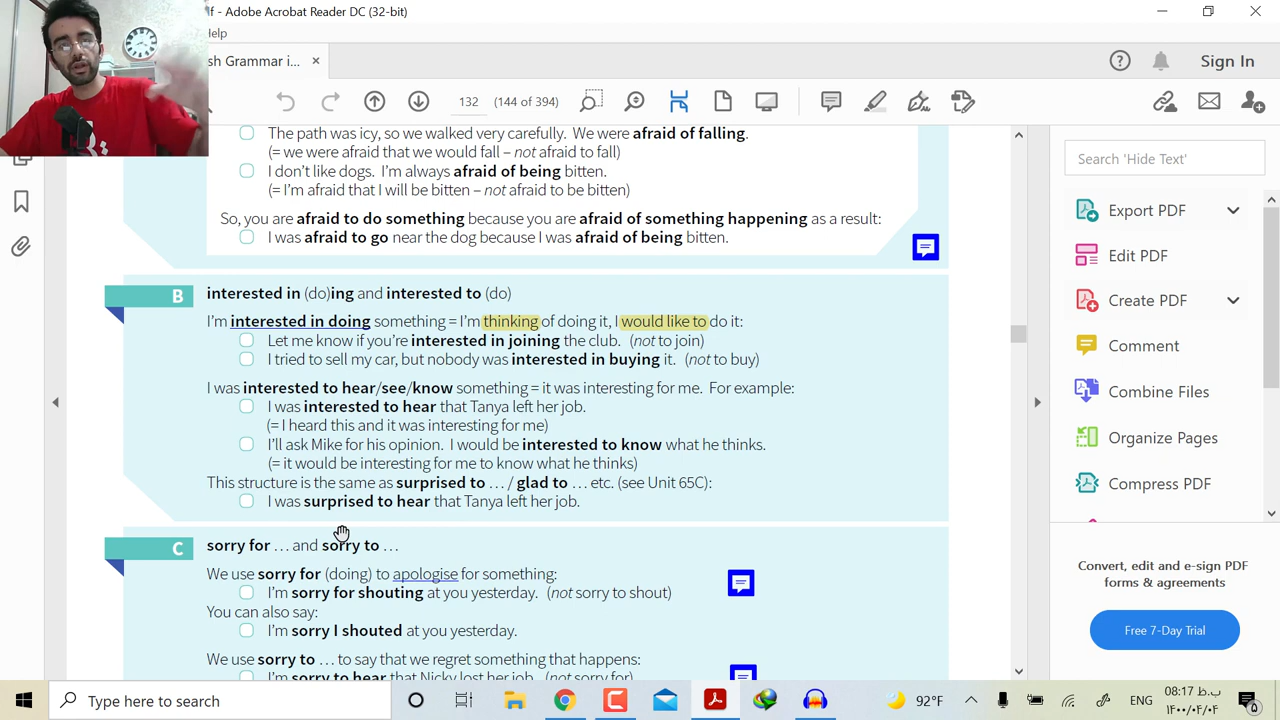 f - Adobe Acrobat Reader DC (32-bit)
elp
sh Grammar i... ×
Sign In
132 (144 of 394)
The path was icy, so we walked very carefully. We were afraid of falling.
(= we were afraid that we would fall – not afraid to fall)
I don't like dogs. I'm always afraid of being bitten.
(= I'm afraid that I will be bitten – not afraid to be bitten)
So, you are afraid to do something because you are afraid of something happening as a result:
I was afraid to go near the dog because I was afraid of being bitten.
B
interested in (do)ing and interested to (do)
I'm interested in doing something = I'm thinking of doing it, I would like to do it:
Let me know if you're interested in joining the club. (not to join)
I tried to sell my car, but nobody was interested in buying it. (not to buy)
I was interested to hear/see/know something = it was interesting for me. For example:
I was interested to hear that Tanya left her job.
(= I heard this and it was interesting for me)
I'll ask Mike for his opinion. I would be interested to know what he thinks.
(= it would be interesting for me to know what he thinks)
This structure is the same as surprised to … / glad to … etc. (see Unit 65C):
I was surprised to hear that Tanya left her job.
C
sorry for … and sorry to …
We use sorry for (doing) to apologise for something:
I'm sorry for shouting at you yesterday. (not sorry to shout)
You can also say:
I'm sorry I shouted at you yesterday.
We use sorry to … to say that we regret something that happens:
I'm sorry to hear that Nicky lost her job. (not sorry for)
Search 'Hide Text'
Export PDF
Edit PDF
Create PDF
Comment
Combine Files
Organize Pages
Compress PDF
Convert, edit and e-sign PDF
forms & agreements
Free 7-Day Trial
Type here to search
92°F
ENG
08:17 ب.ظ
۱۴۰۰/۰۴/۰۴